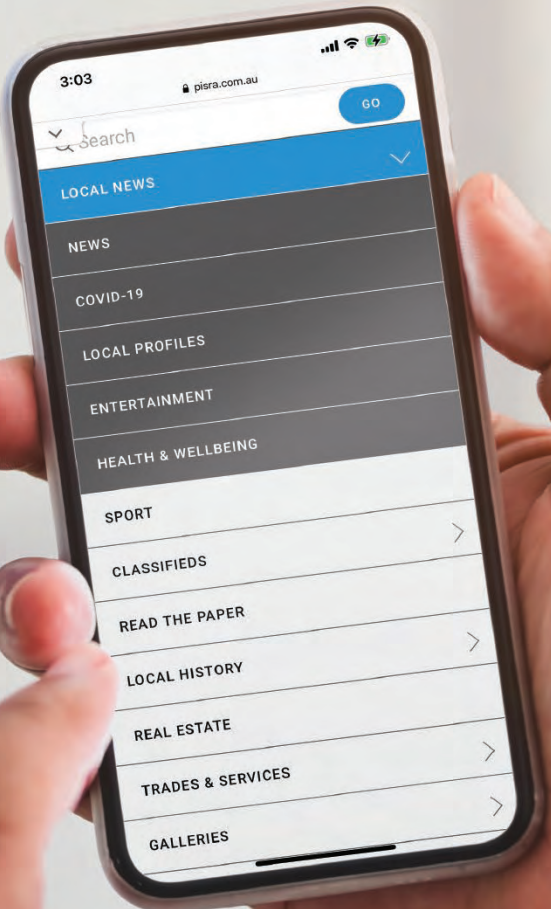 3:03
pisra.com.au
Search
GO
LOCAL NEWS
NEWS
COVID-19
LOCAL PROFILES
ENTERTAINMENT
HEALTH & WELLBEING
SPORT
CLASSIFIEDS
READ THE PAPER
LOCAL HISTORY
REAL ESTATE
TRADES & SERVICES
GALLERIES